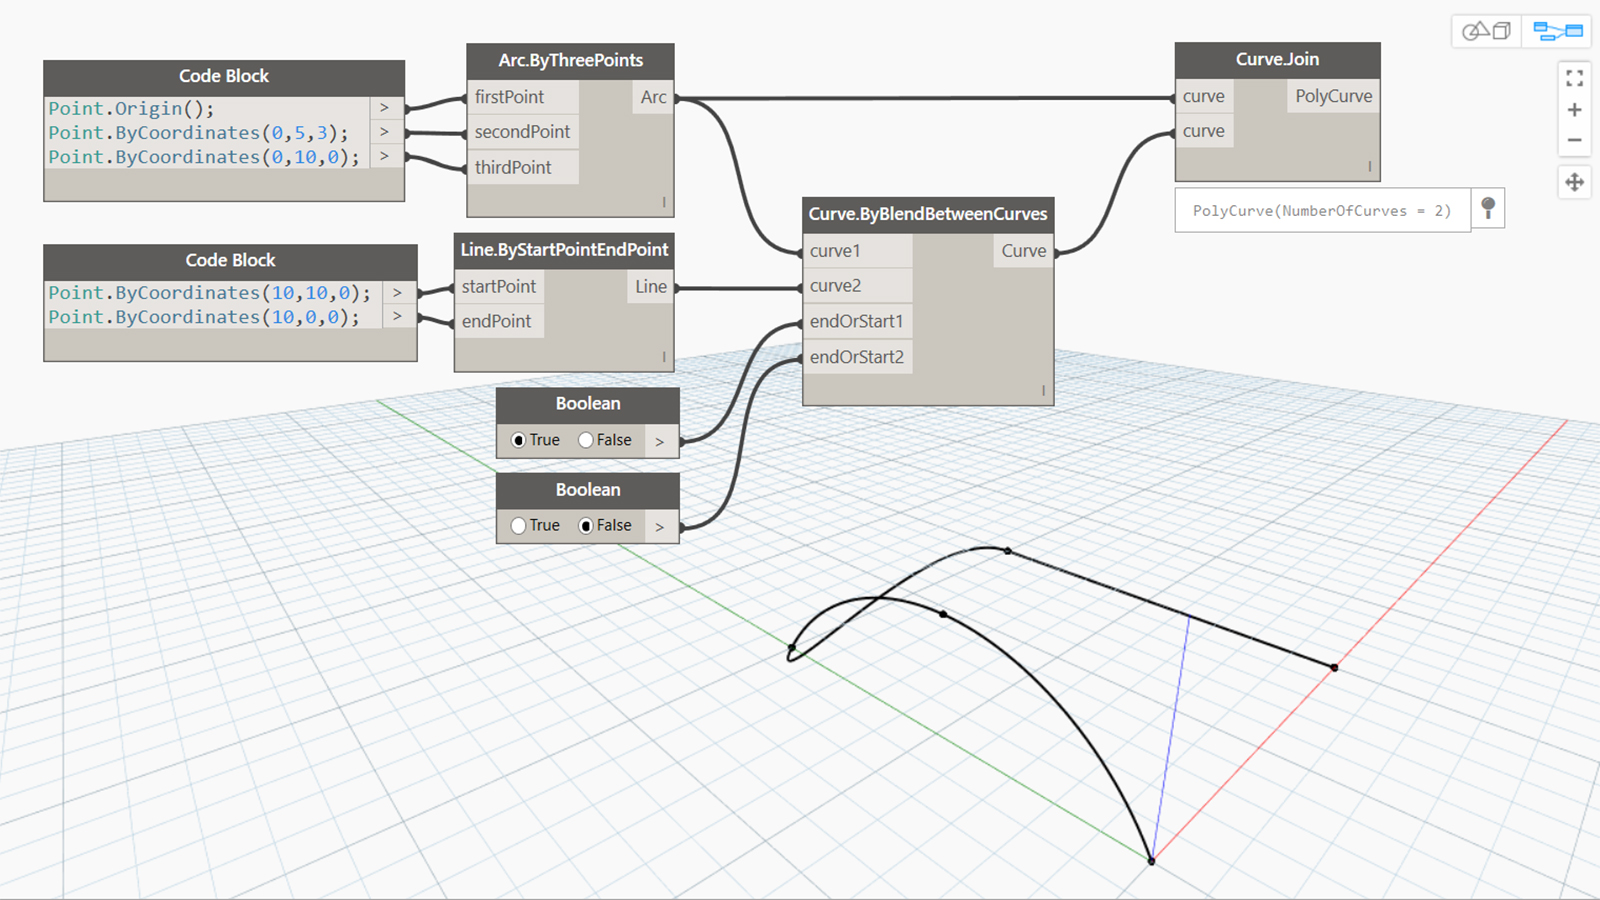 Code Block
Point.Origin(); >
Point.ByCoordinates(0,5,3); >
Point.ByCoordinates(0,10,0); >
Arc.ByThreePoints
firstPoint Arc
secondPoint
thirdPoint
Curve.Join
curve PolyCurve
curve
PolyCurve(NumberOfCurves = 2)
Code Block
Point.ByCoordinates(10,10,0); >
Point.ByCoordinates(10,0,0); >
Line.ByStartPointEndPoint
startPoint Line
endPoint
Curve.ByBlendBetweenCurves
curve1 Curve
curve2
endOrStart1
endOrStart2
Boolean
True False >
Boolean
True False >